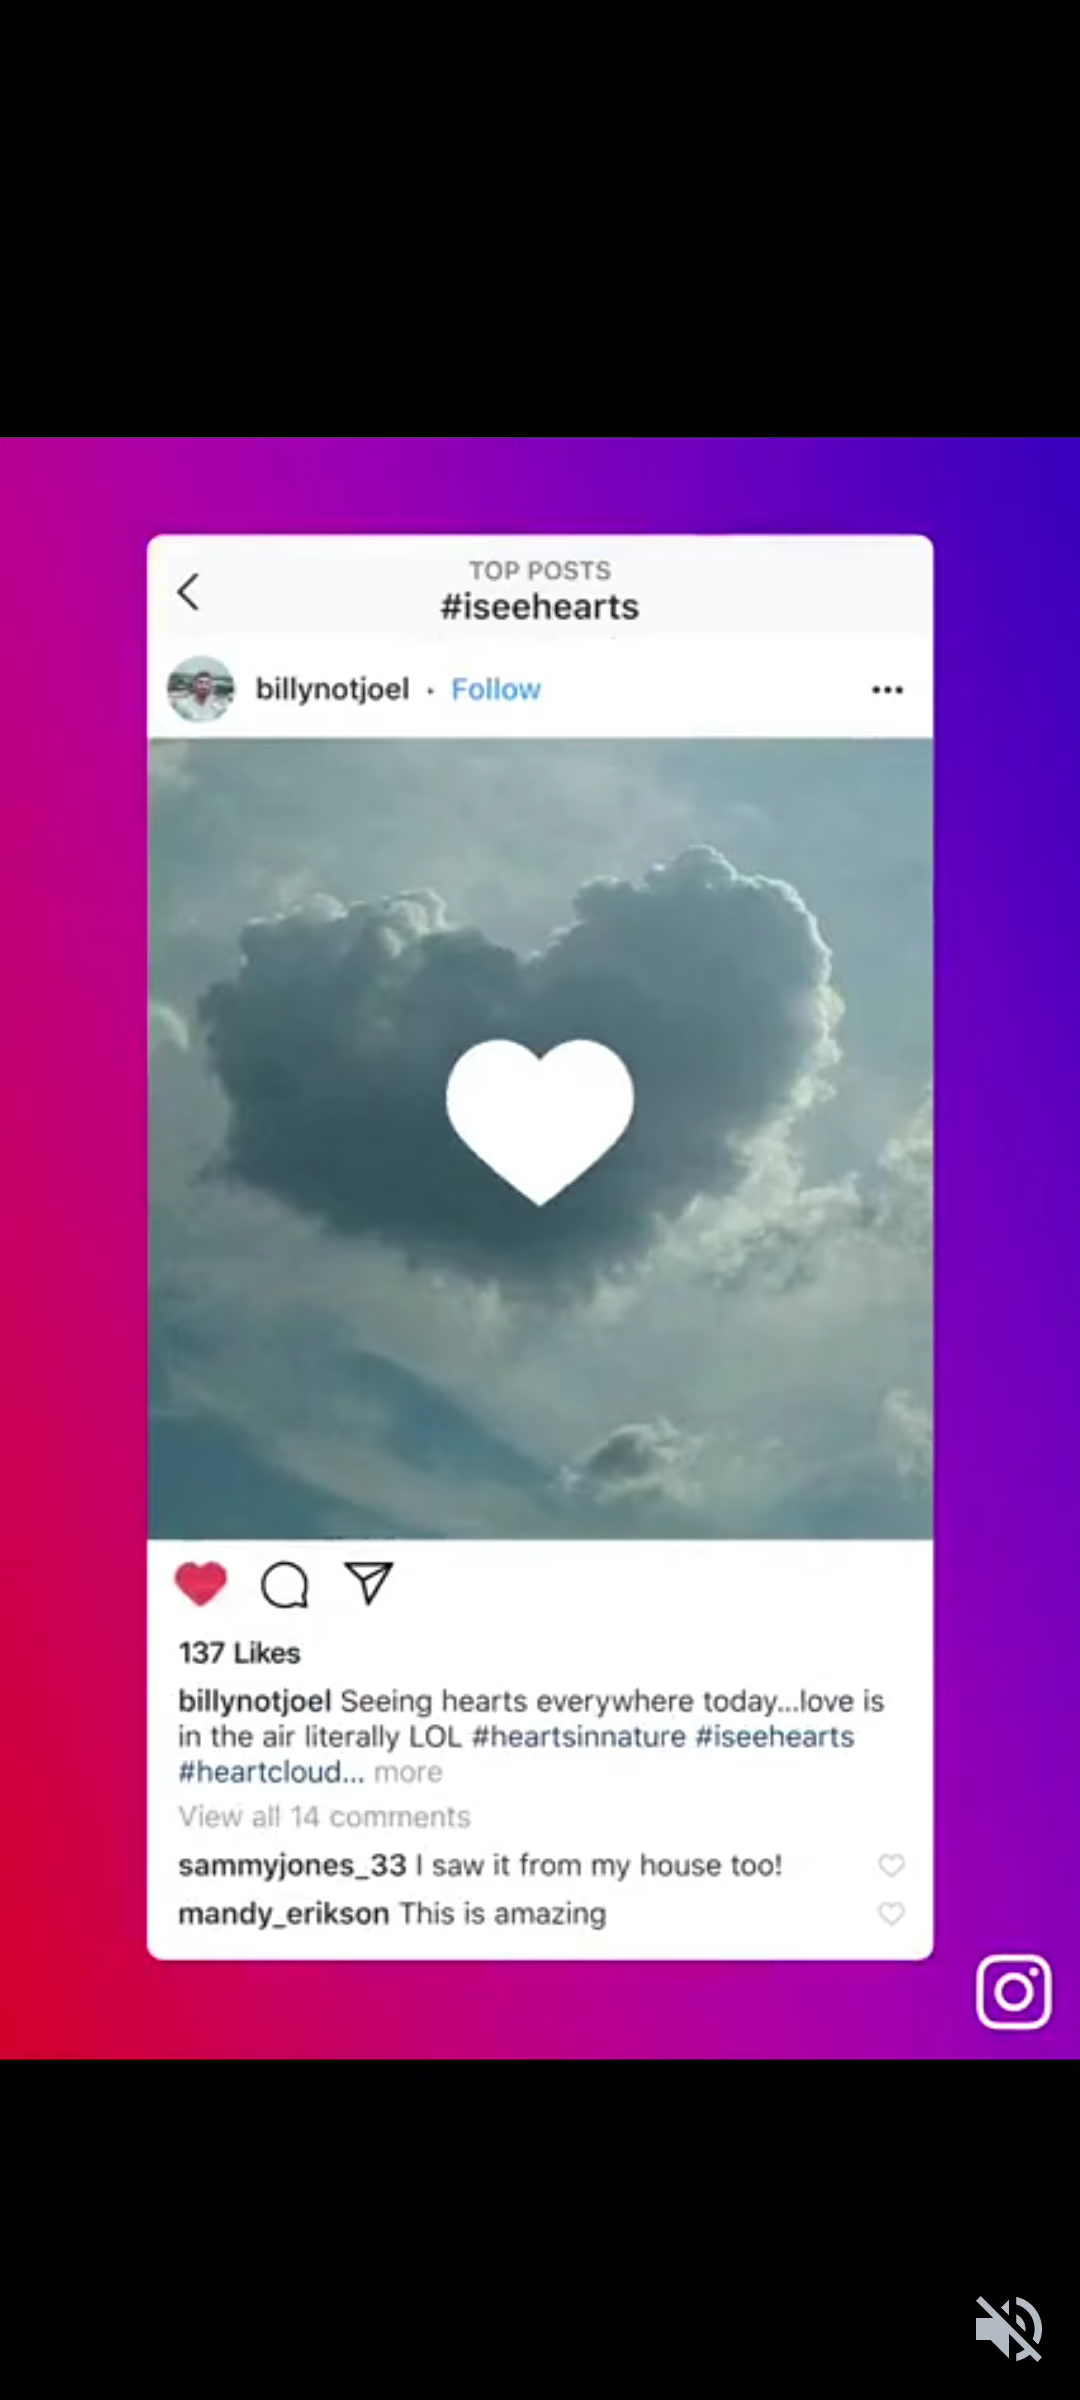 TOP POSTS
#iseehearts
billynotjoel • Follow
137 Likes
billynotjoel Seeing hearts everywhere today...love is
in the air literally LOL #heartsinnature #iseehearts
#heartcloud... more
View all 14 comments
sammyjones_33 I saw it from my house too!
mandy_erikson This is amazing